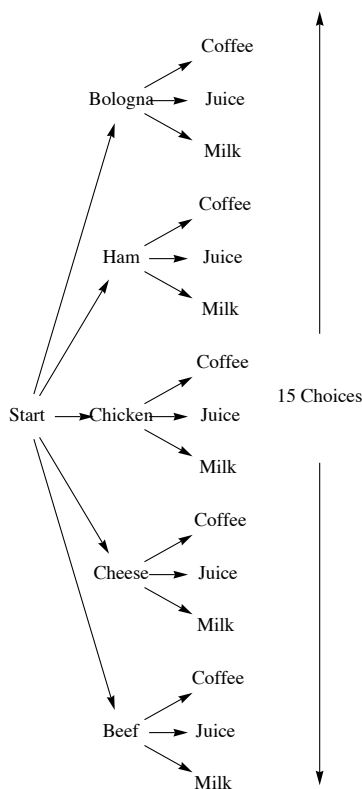 Coffee
Bologna
Juice
Milk
Coffee
Ham
Juice
Milk
Coffee
15 Choices
Start
Chicken
Juice
Milk
Coffee
Cheese
Juice
Milk
Coffee
Beef
Juice
Milk